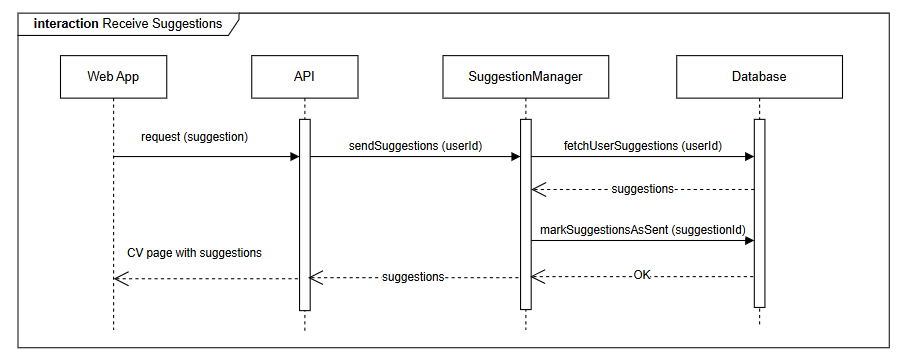 interaction Receive Suggestions
Web App
API
SuggestionManager
Database
request (suggestion)
sendSuggestions (userId)
fetchUserSuggestions (userId)
suggestions
markSuggestionsAsSent (suggestionId)
CV page with suggestions
suggestions
OK